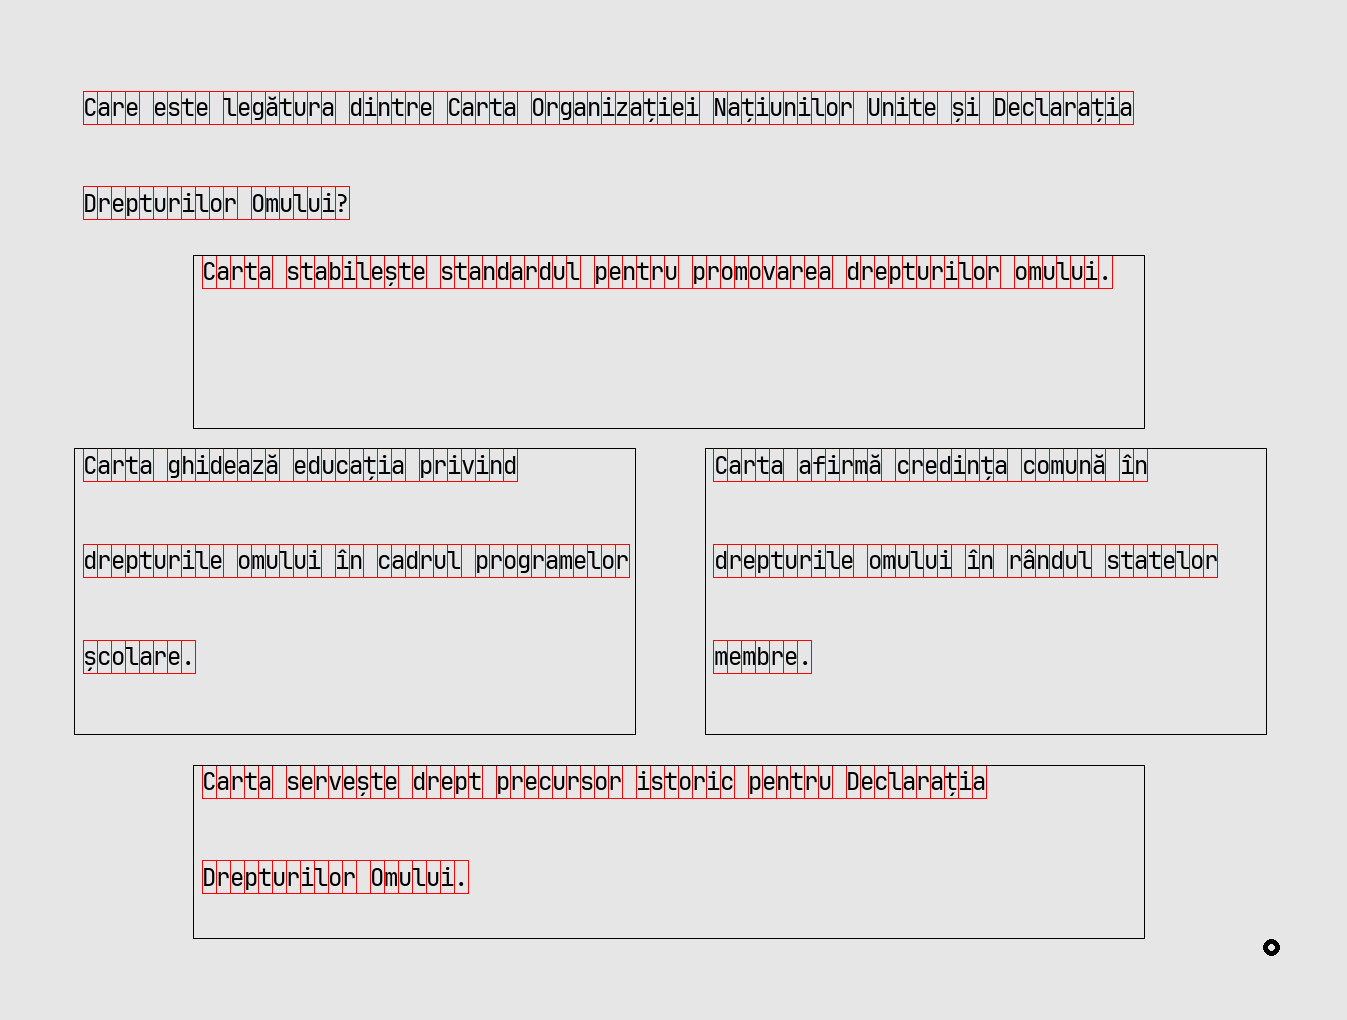 Care este legătura dintre Carta Organizației Națiunilor Unite și Declarația
Drepturilor Omului?
Carta stabilește standardul pentru promovarea drepturilor omului.
Carta ghidează educația privind
drepturile omului în cadrul programelor
școlare.
Carta afirmă credința comună în
drepturile omului în rândul statelor
membre.
Carta servește drept precursor istoric pentru Declarația
Drepturilor Omului.